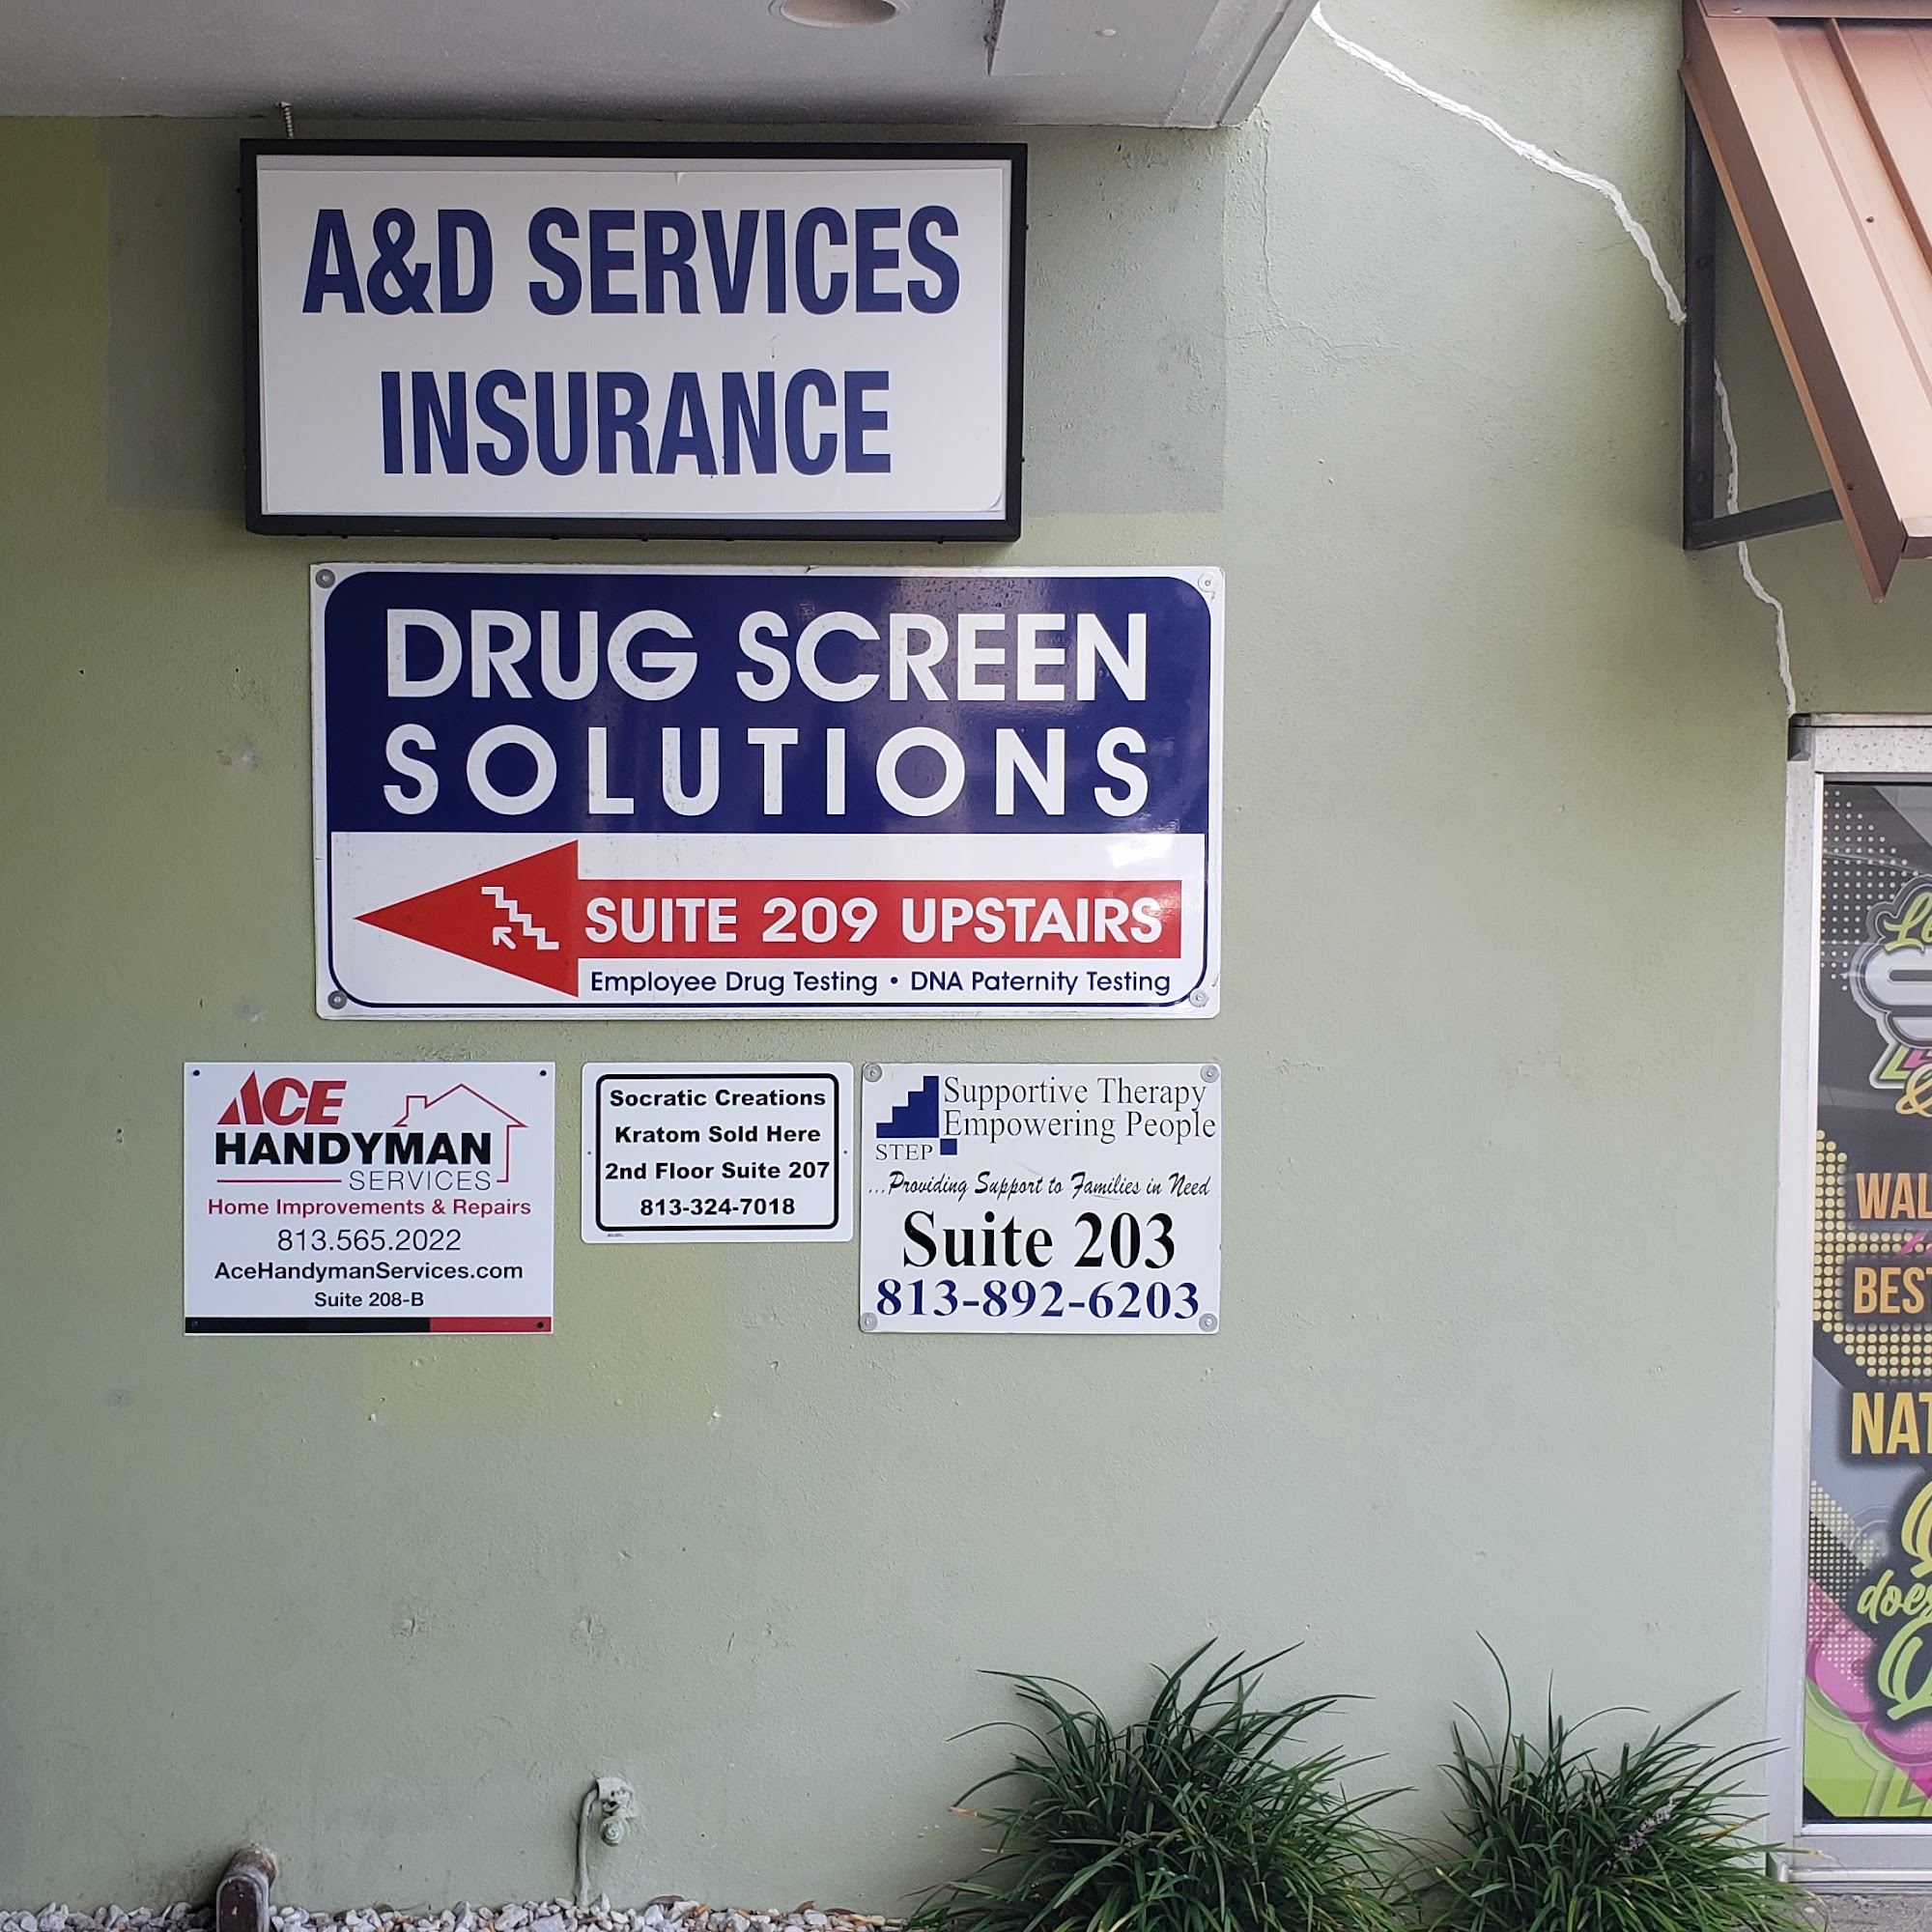 A&D SERVICES
INSURANCE
DRUG SCREEN
SOLUTIONS
SUITE 209 UPSTAIRS
Employee Drug Testing • DNA Paternity Testing
ACE
HANDYMAN
SERVICES
Home Improvements & Repairs
813.565.2022
AceHandymanServices.com
Suite 208-B
Socratic Creations
Kratom Sold Here
2nd Floor Suite 207
813-324-7018
Supportive Therapy
Empowering People
STEP
...Providing Support to Families in Need
Suite 203
813-892-6203
BEST